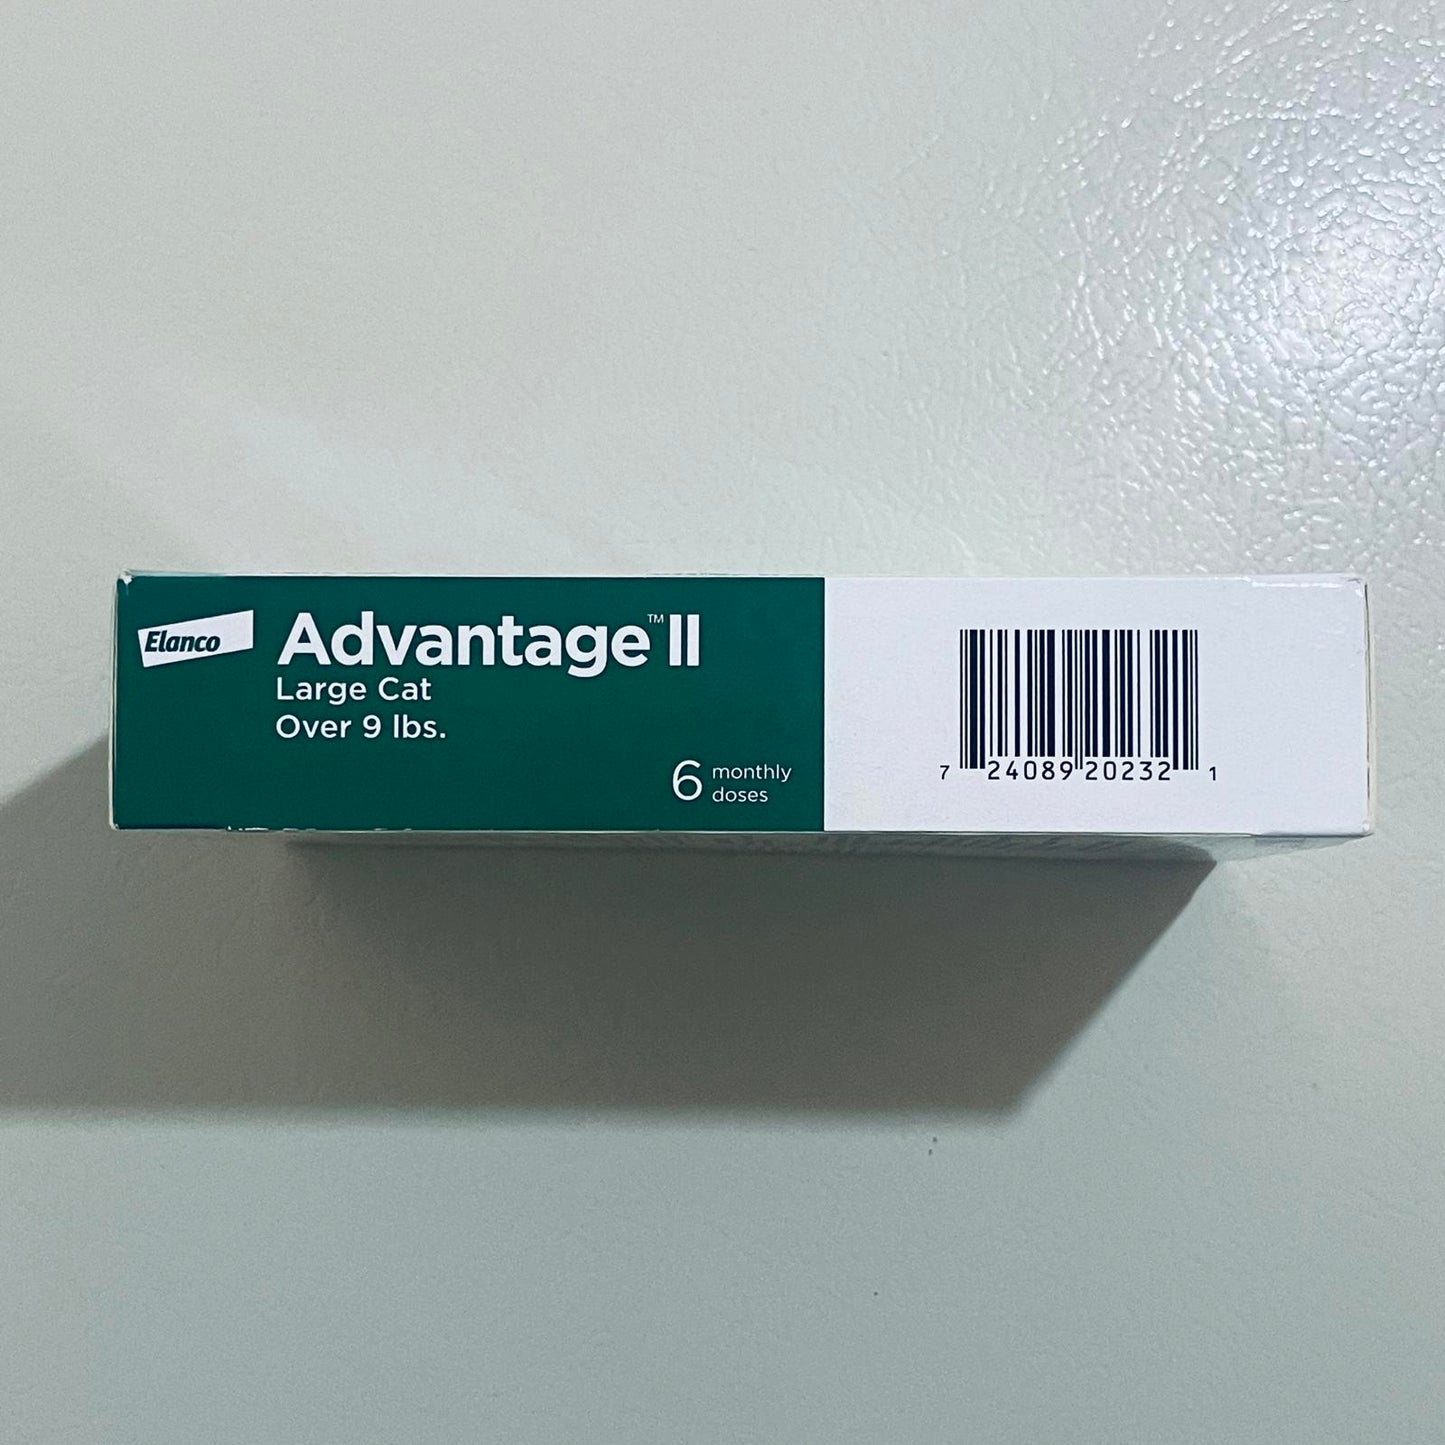 Elanco
Advantage™ II
Large Cat
Over 9 lbs.
6 monthly
doses
7 24089 20232 1